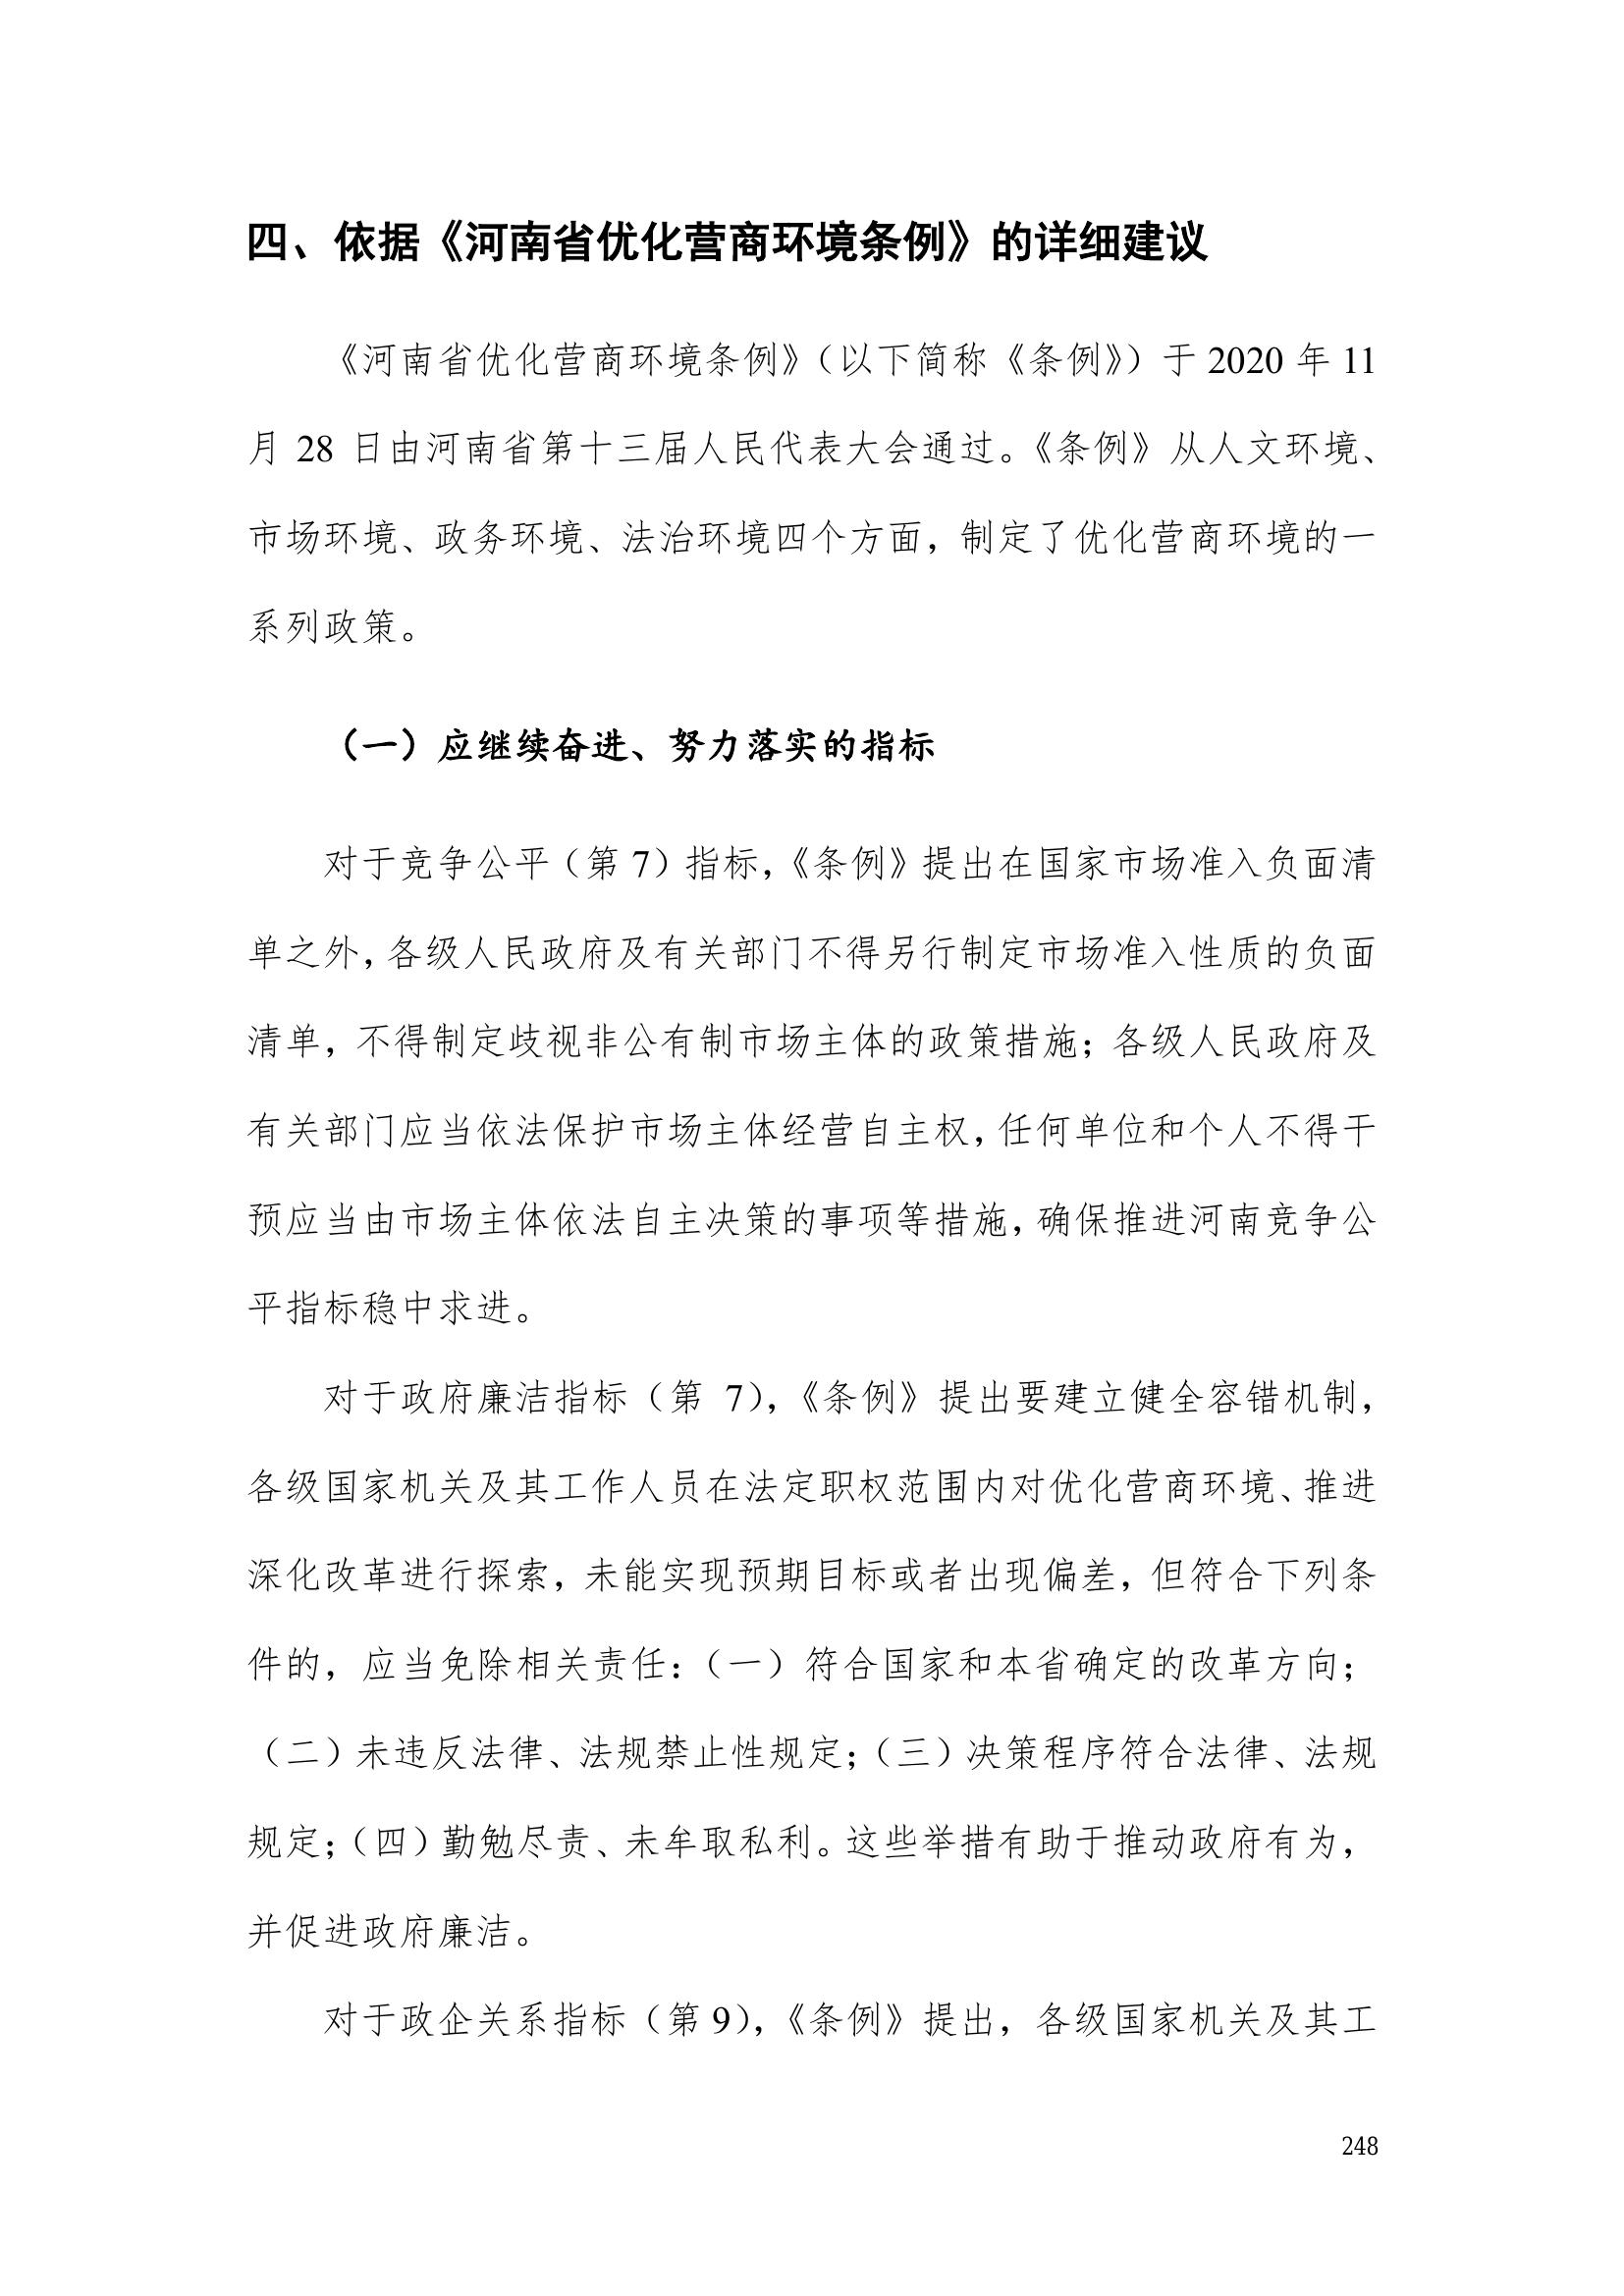 四、依据《河南省优化营商环境条例》的详细建议
《河南省优化营商环境条例》（以下简称《条例》）于 2020 年 11
月 28 日由河南省第十三届人民代表大会通过。《条例》从人文环境、
市场环境、政务环境、法治环境四个方面，制定了优化营商环境的一
系列政策。
（一）应继续奋进、努力落实的指标
对于竞争公平（第 7）指标，《条例》提出在国家市场准入负面清
单之外，各级人民政府及有关部门不得另行制定市场准入性质的负面
清单，不得制定歧视非公有制市场主体的政策措施；各级人民政府及
有关部门应当依法保护市场主体经营自主权，任何单位和个人不得干
预应当由市场主体依法自主决策的事项等措施，确保推进河南竞争公
平指标稳中求进。
对于政府廉洁指标（第 7），《条例》提出要建立健全容错机制，
各级国家机关及其工作人员在法定职权范围内对优化营商环境、推进
深化改革进行探索，未能实现预期目标或者出现偏差，但符合下列条
件的，应当免除相关责任：（一）符合国家和本省确定的改革方向；
（二）未违反法律、法规禁止性规定；（三）决策程序符合法律、法规
规定；（四）勤勉尽责、未牟取私利。这些举措有助于推动政府有为，
并促进政府廉洁。
对于政企关系指标（第 9），《条例》提出，各级国家机关及其工
248